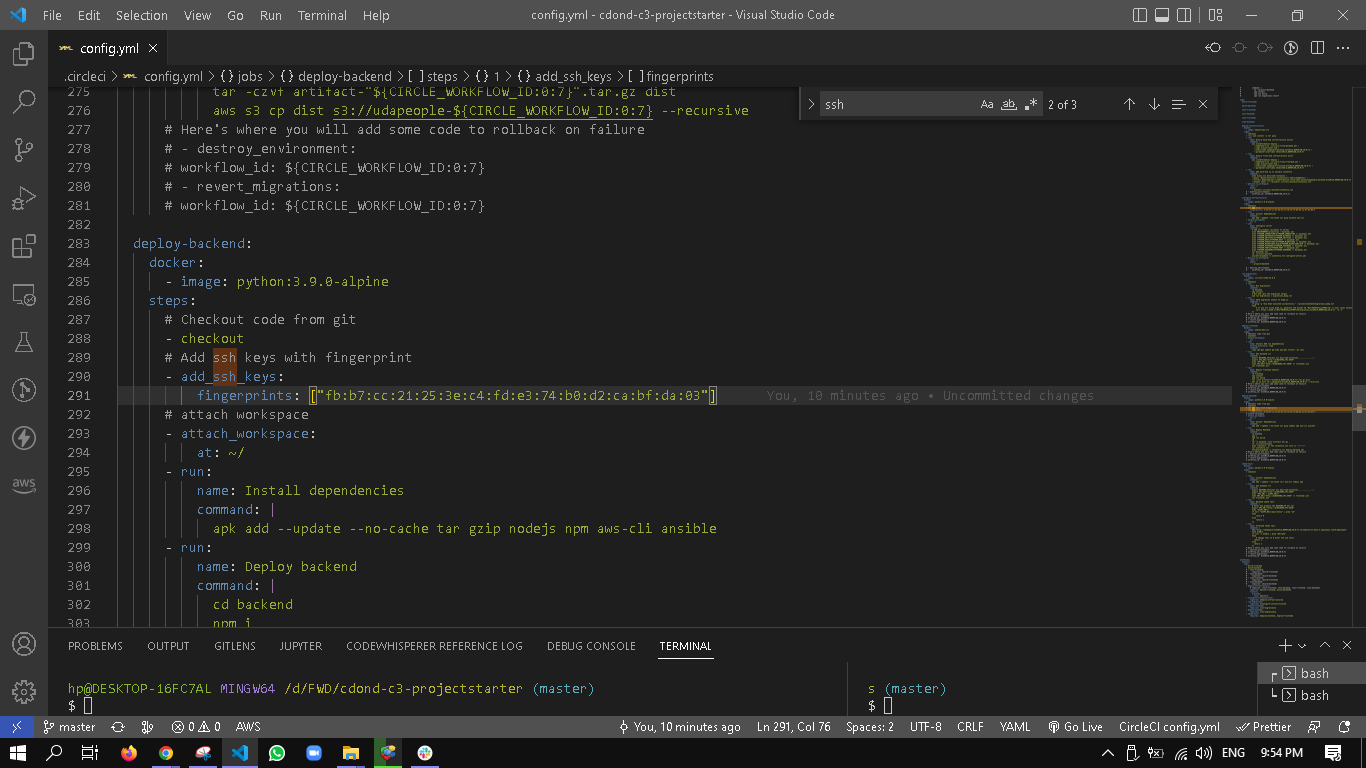 File Edit Selection View Go Run Terminal Help config.yml - cdond-c3-projectstarter - Visual Studio Code
config.yml
.circleci > config.yml > {} jobs > {} deploy-backend > [ ] steps > {} 1 > {} add_ssh_keys > [ ] fingerprints
275 tar -czvf artifact-"${CIRCLE_WORKFLOW_ID:0:7}".tar.gz dist
ssh Aa ab 2 of 3
276 aws s3 cp dist s3://udapeople-${CIRCLE_WORKFLOW_ID:0:7} --recursive
277 # Here's where you will add some code to rollback on failure
278 # - destroy_environment:
279 # workflow_id: ${CIRCLE_WORKFLOW_ID:0:7}
280 # - revert_migrations:
281 # workflow_id: ${CIRCLE_WORKFLOW_ID:0:7}
282
283 deploy-backend:
284 docker:
285 - image: python:3.9.0-alpine
286 steps:
287 # Checkout code from git
288 - checkout
289 # Add ssh keys with fingerprint
290 - add_ssh_keys:
291 fingerprints: ["fb:b7:cc:21:25:3e:c4:fd:e3:74:b0:d2:ca:bf:da:03"] You, 10 minutes ago • Uncommitted changes
292 # attach workspace
293 - attach_workspace:
294 at: ~/
295 - run:
296 name: Install dependencies
297 command: |
298 apk add --update --no-cache tar gzip nodejs npm aws-cli ansible
299 - run:
300 name: Deploy backend
301 command: |
302 cd backend
303 npm i
aws
PROBLEMS OUTPUT GITLENS JUPYTER CODEWHISPERER REFERENCE LOG DEBUG CONSOLE TERMINAL
hp@DESKTOP-16FC7AL MINGW64 /d/FWD/cdond-c3-projectstarter (master)
$
s (master)
$
bash
bash
master 0 0 AWS You, 10 minutes ago Ln 291, Col 76 Spaces: 2 UTF-8 CRLF YAML Go Live CircleCI config.yml Prettier
ENG 9:54 PM